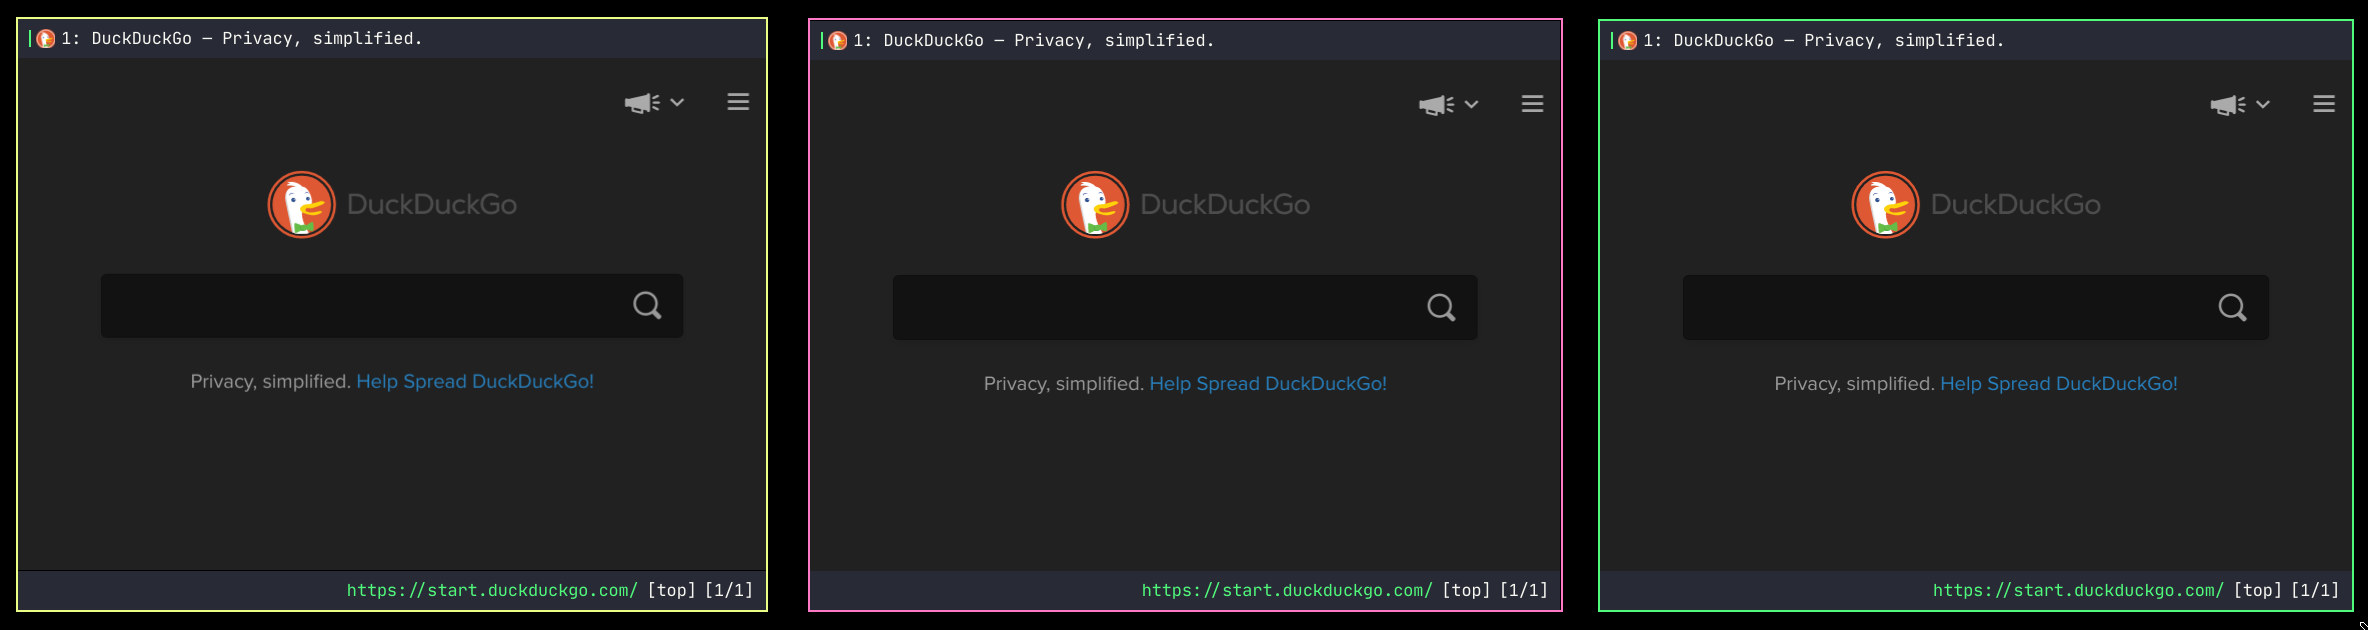 1: DuckDuckGo — Privacy, simplified.
DuckDuckGo
Privacy, simplified. Help Spread DuckDuckGo!
https://start.duckduckgo.com/ [top] [1/1]
1: DuckDuckGo — Privacy, simplified.
DuckDuckGo
Privacy, simplified. Help Spread DuckDuckGo!
https://start.duckduckgo.com/ [top] [1/1]
1: DuckDuckGo — Privacy, simplified.
DuckDuckGo
Privacy, simplified. Help Spread DuckDuckGo!
https://start.duckduckgo.com/ [top] [1/1]